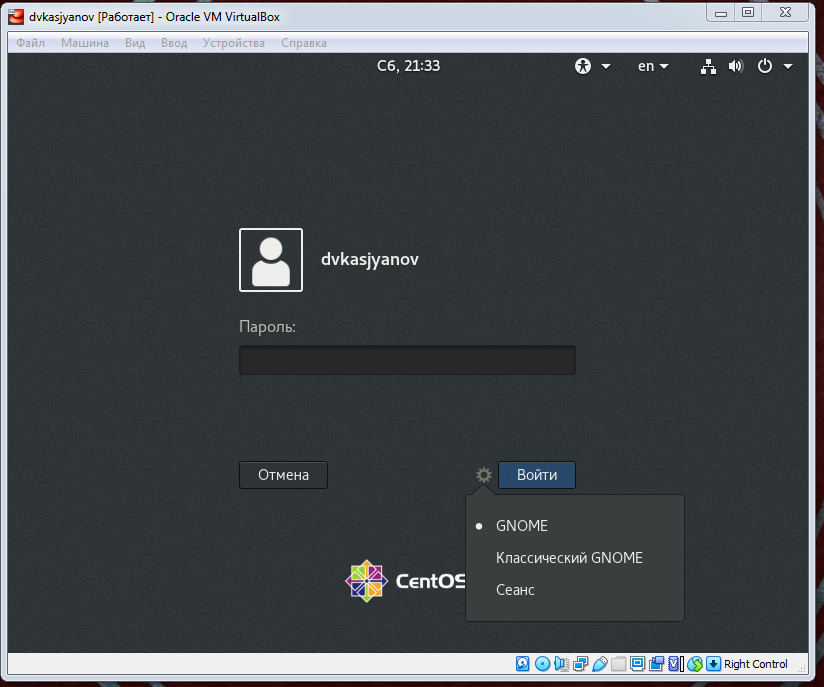 dvkasjyanov [Работает] - Oracle VM VirtualBox
Файл Машина Вид Ввод Устройства Справка
Сб, 21:33 en
dvkasjyanov
Пароль:
Отмена Войти
GNOME
Классический GNOME
Сеанс
CentOS
Right Control